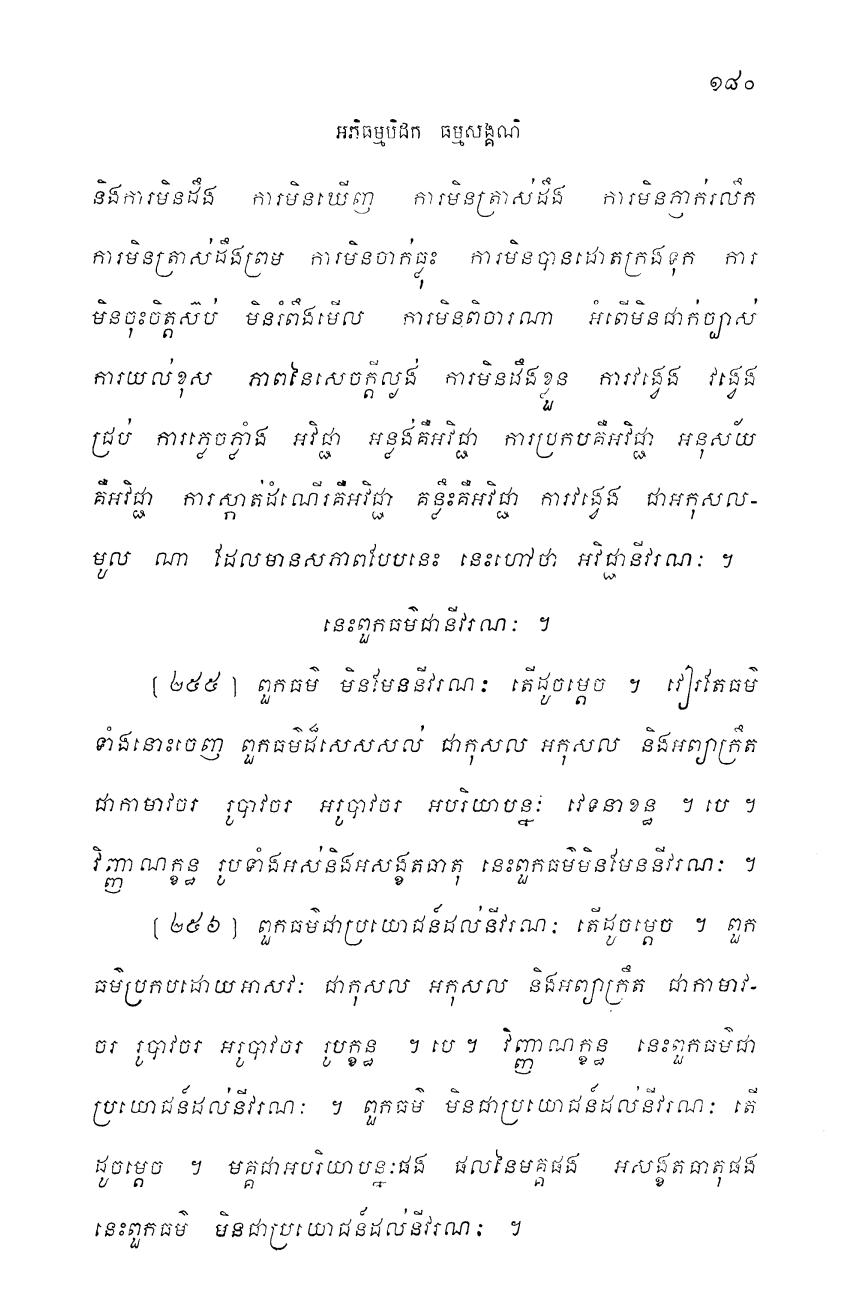 ១៨០
អភិធម្មបិដក ធម្មសង្គណិ
និងការមិនដឹង ការមិនឃើញ ការមិនត្រាស់ដឹង ការមិនភ្ញាក់រលឹក
ការមិនត្រាស់ដឹងព្រម ការមិនចាក់ធ្លុះ ការមិនបានដោតក្រងទុក ការ
មិនចុះចិត្តស៊ប់ មិនរំពឹងមើល ការមិនពិចារណា អំពើមិនជាក់ច្បាស់
ការយល់ខុស ភាពនៃសេចក្តីល្ងង់ ការមិនដឹងខ្លួន ការវង្វេង វង្វេង
ជ្រប់ ការភ្លេចភ្លាំង អវិជ្ជា អន្លង់គឺអវិជ្ជា ការប្រកបគឺអវិជ្ជា អនុស័យ
គឺអវិជ្ជា ការស្កាត់ដំណើរគឺអវិជ្ជា គន្លឹះគឺអវិជ្ជា ការវង្វេង ជាអកុសល-
មូល ណា ដែលមានសភាពបែបនេះ នេះហៅថា អវិជ្ជានីវរណៈ ។
នេះពួកធម៌ជានីវរណៈ ។
[ ២៥៥ ] ពួកធម៌ មិនមែននីវរណៈ តើដូចម្តេច ។ វៀរតែធម៌
ទាំងនោះចេញ ពួកធម៌ដ៏សេសសល់ ជាកុសល អកុសល និងអព្យាក្រឹត
ជាកាមាវចរ រូបាវចរ អរូបាវចរ អបរិយាបន្នៈ វេទនាខន្ធ ។ បេ ។
វិញ្ញាណក្ខន្ធ រូបទាំងអស់និងអសង្ខតធាតុ នេះពួកធម៌មិនមែននីវរណៈ ។
[ ២៥៦ ] ពួកធម៌ជាប្រយោជន៍ដល់នីវរណៈ តើដូចម្តេច ។ ពួក
ធម៌ប្រកបដោយអាសវៈ ជាកុសល អកុសល និងអព្យាក្រឹត ជាកាមាវ-
ចរ រូបាវចរ អរូបាវចរ រូបក្ខន្ធ ។ បេ ។ វិញ្ញាណក្ខន្ធ នេះពួកធម៌ជា
ប្រយោជន៍ដល់នីវរណៈ ។ ពួកធម៌ មិនជាប្រយោជន៍ដល់នីវរណៈ តើ
ដូចម្តេច ។ មគ្គជាអបរិយាបន្នៈផង ផលនៃមគ្គផង អសង្ខតធាតុផង
នេះពួកធម៌ មិនជាប្រយោជន៍ដល់នីវរណៈ ។